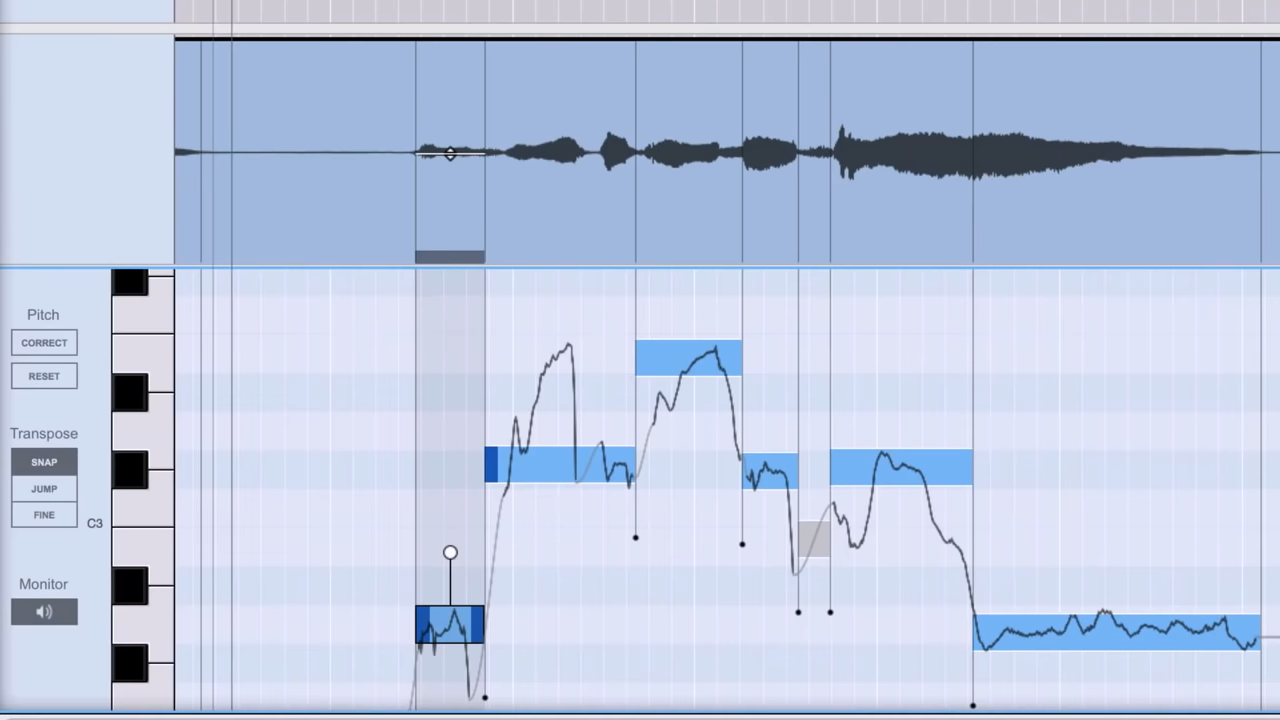 Pitch
CORRECT
RESET
Transpose
SNAP
JUMP
FINE
C3
Monitor